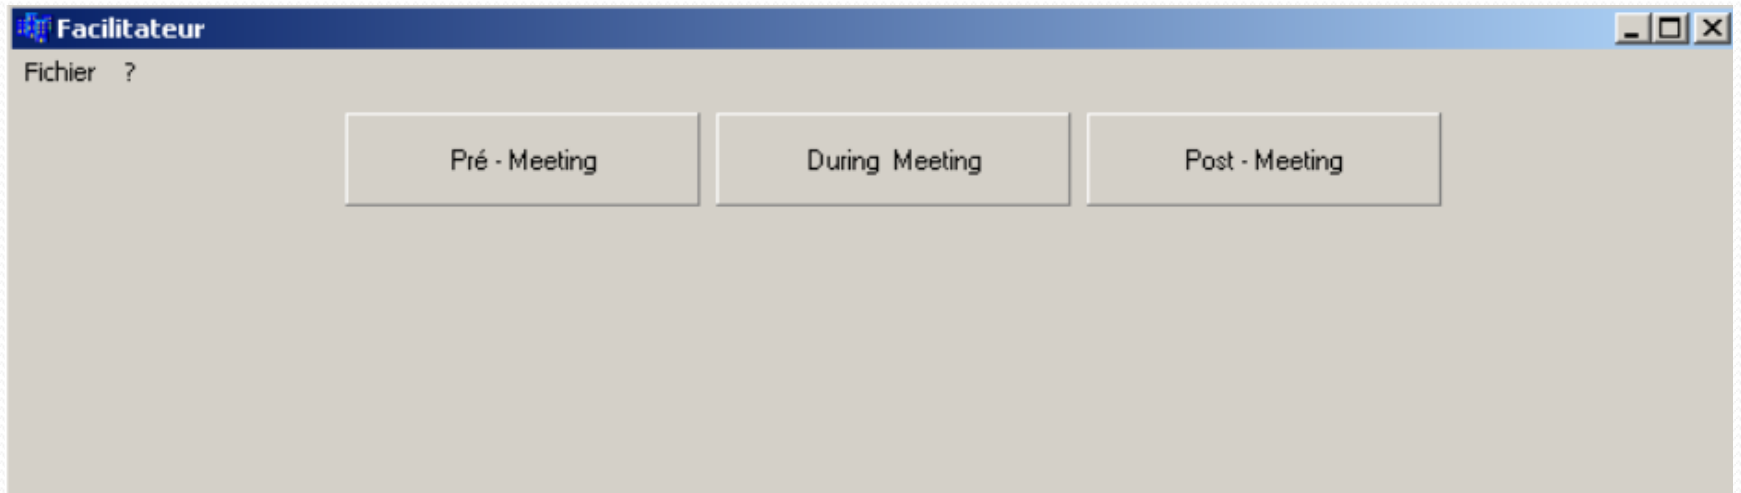 Facilitateur
Fichier ?
Pré - Meeting During Meeting Post - Meeting